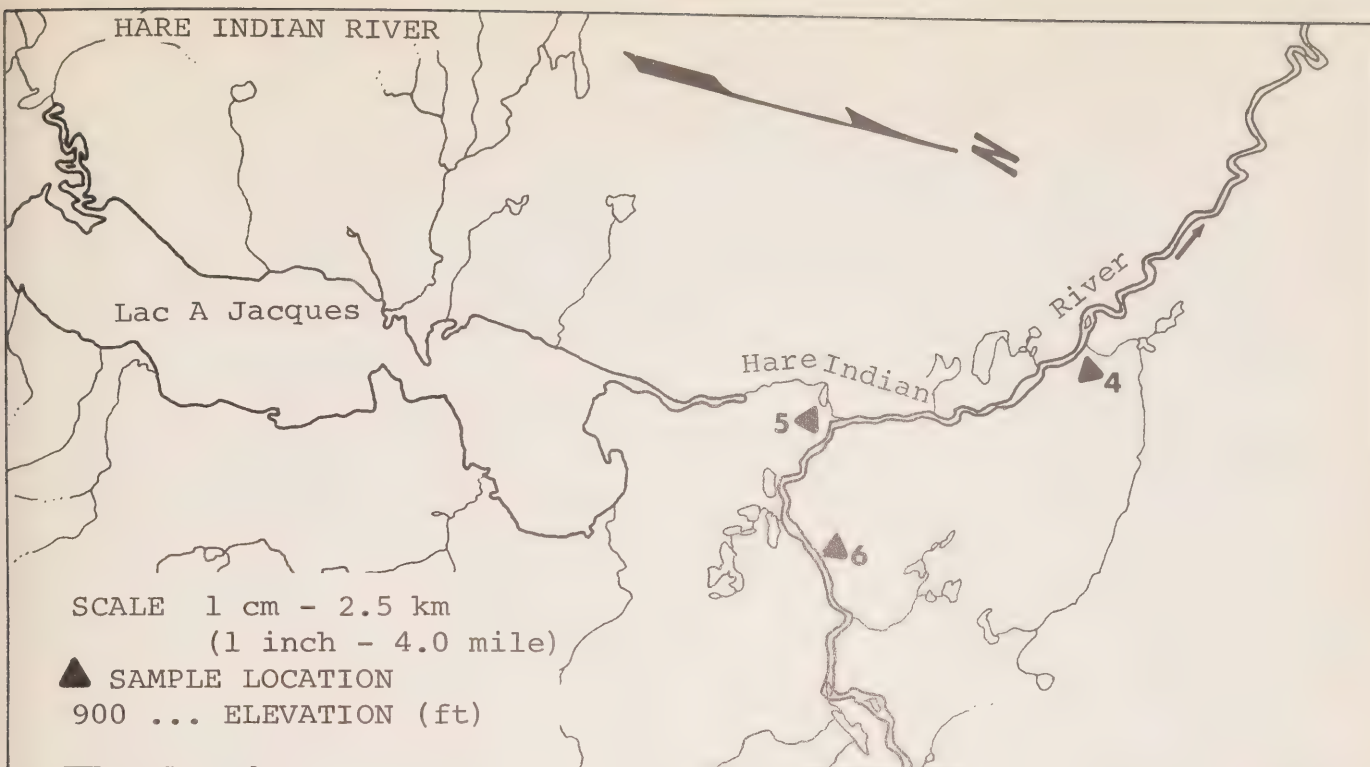 HARE INDIAN RIVER
N
Lac A Jacques
Hare Indian River
4
5
6
SCALE 1 cm - 2.5 km
(1 inch - 4.0 mile)
SAMPLE LOCATION
900 ... ELEVATION (ft)